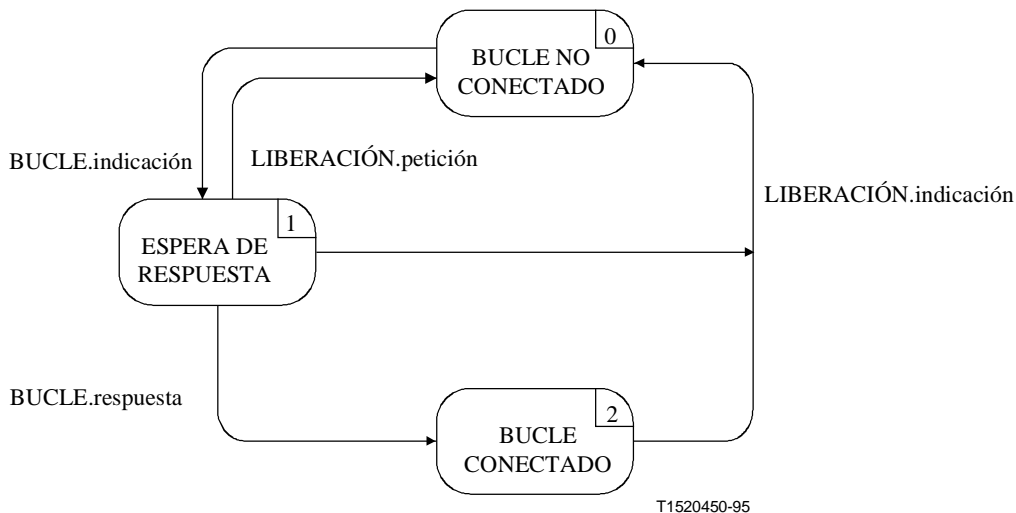 0
BUCLE NO
CONECTADO
BUCLE.indicación
LIBERACIÓN.petición
LIBERACIÓN.indicación
1
ESPERA DE
RESPUESTA
BUCLE.respuesta
2
BUCLE
CONECTADO
T1520450-95